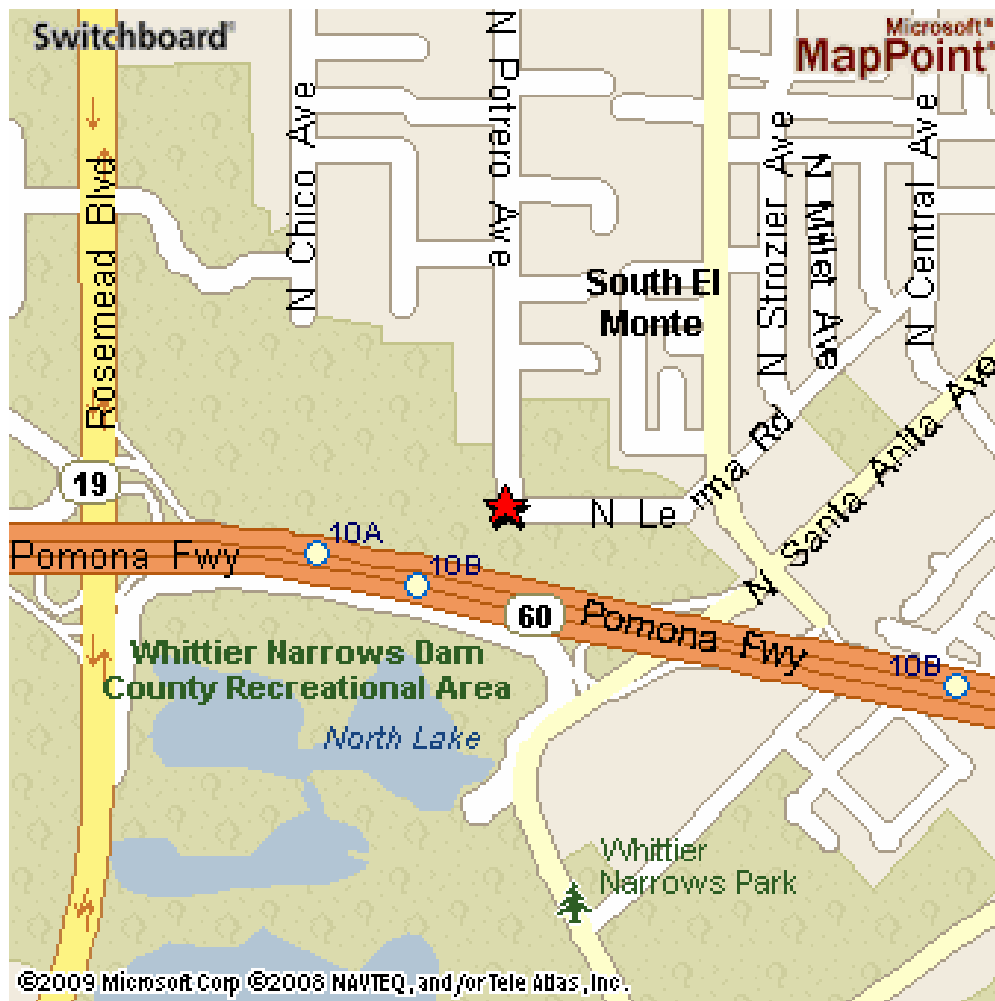 Switchboard®
Microsoft®
MapPoint®
N Chico Ave
N Potrero Ave
Rosemead Blvd
South El
Monte
N Strozier Ave
N Millet Ave
N Central Ave
N Lerma Rd
N Santa Anita Ave
19
10A
10B
Pomona Fwy
60
Pomona Fwy
10B
Whittier Narrows Dam
County Recreational Area
North Lake
Whittier
Narrows Park
©2009 Microsoft Corp ©2008 NAVTEQ, and/or Tele Atlas, Inc.